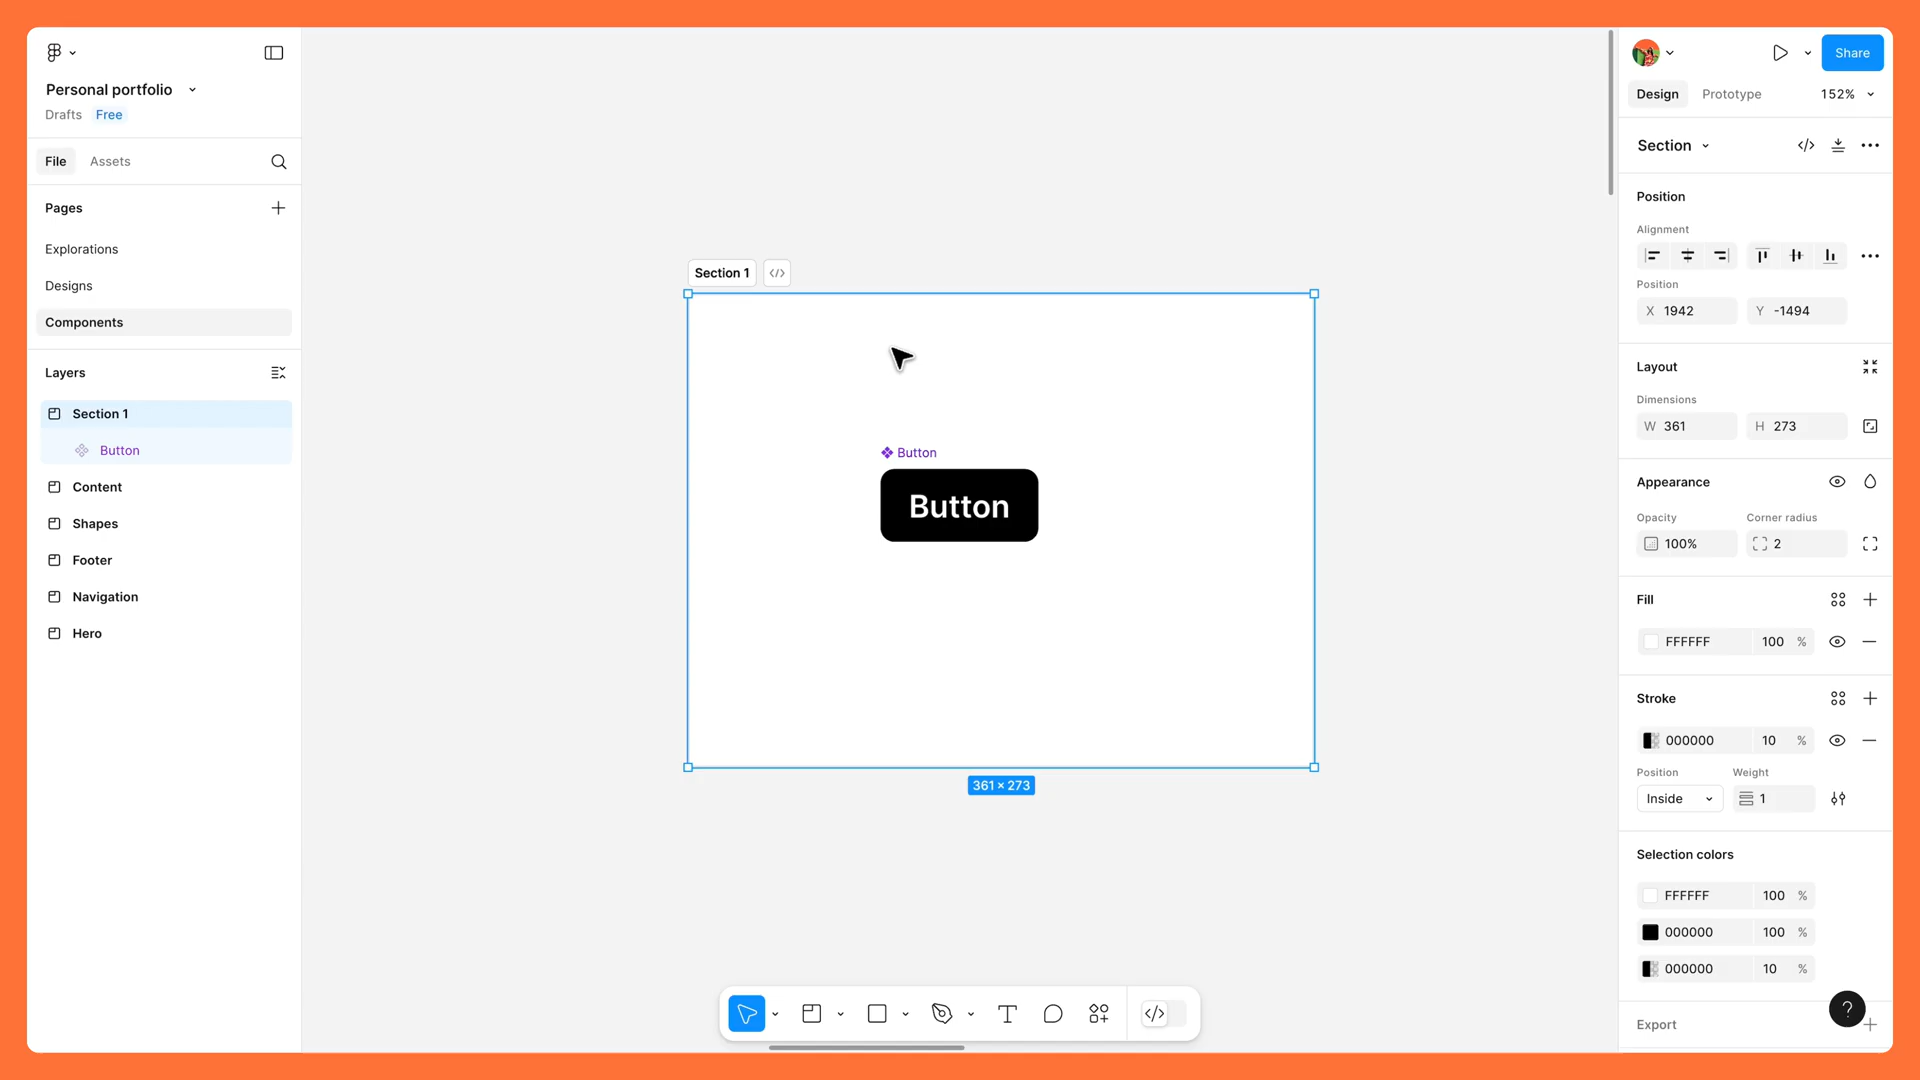 Personal portfolio
Drafts Free
File Assets
Pages
Explorations
Designs
Components
Layers
Section 1
Button
Content
Shapes
Footer
Navigation
Hero
Section 1 </>
Button
Button
361 × 273
</>
Share
Design Prototype 152%
Section </>
Position
Alignment
Position
X 1942 Y -1494
Layout
Dimensions
W 361 H 273
Appearance
Opacity Corner radius
100% 2
Fill
FFFFFF 100 %
Stroke
000000 10 %
Position Weight
Inside 1
Selection colors
FFFFFF 100 %
000000 100 %
000000 10 %
Export
?